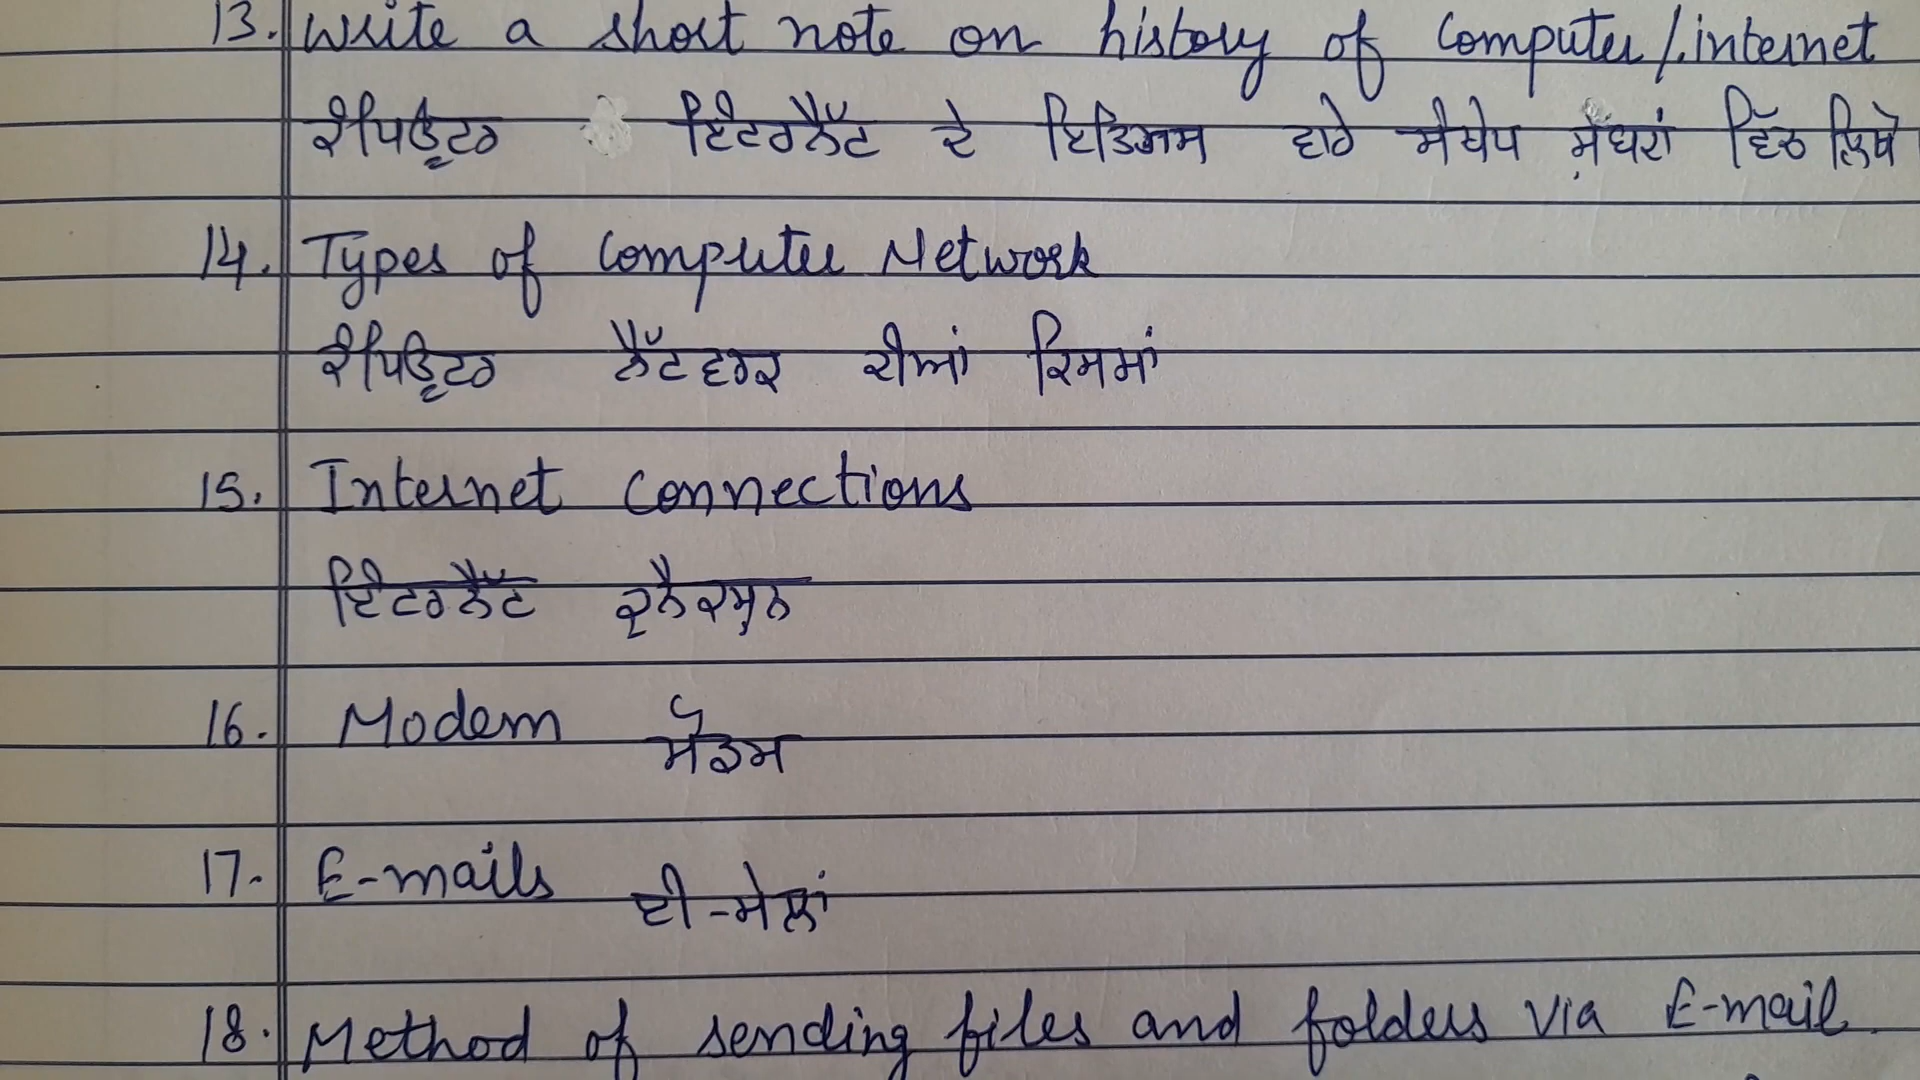 13. Write a short note on history of Computer/internet
ਕੰਪਿਊਟਰ ਇੰਟਰਨੈੱਟ ਦੇ ਇਤਿਹਾਸ ਬਾਰੇ ਸੰਖੇਪ ਸ਼ਬਦਾਂ ਵਿੱਚ ਲਿਖੋ
14. Types of Computer Network
ਕੰਪਿਊਟਰ ਨੈੱਟਵਰਕ ਦੀਆਂ ਕਿਸਮਾਂ
15. Internet Connections
ਇੰਟਰਨੈੱਟ ਕੁਨੈਕਸ਼ਨ
16. Modem ਮੋਡਮ
17. E-mails ਈ-ਮੇਲਾਂ
18. Method of sending files and folders via E-mail.